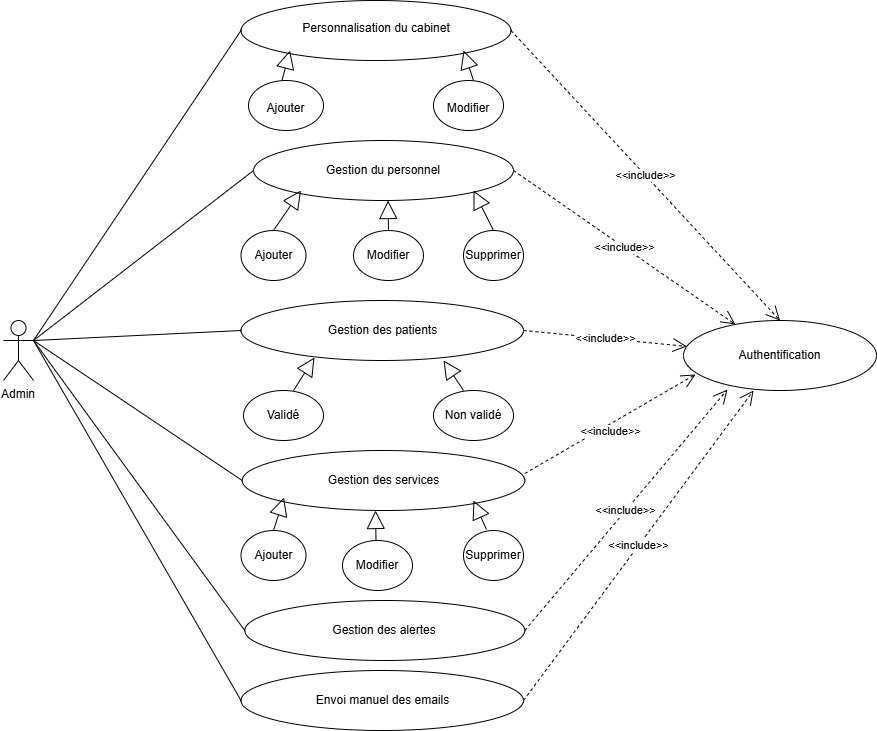 Personnalisation du cabinet
Ajouter
Modifier
<<include>>
Gestion du personnel
<<include>>
Ajouter
Modifier
Supprimer
Gestion des patients
<<include>>
Authentification
Admin
Validé
Non validé
<<include>>
Gestion des services
<<include>>
Ajouter
Modifier
Supprimer
<<include>>
Gestion des alertes
Envoi manuel des emails